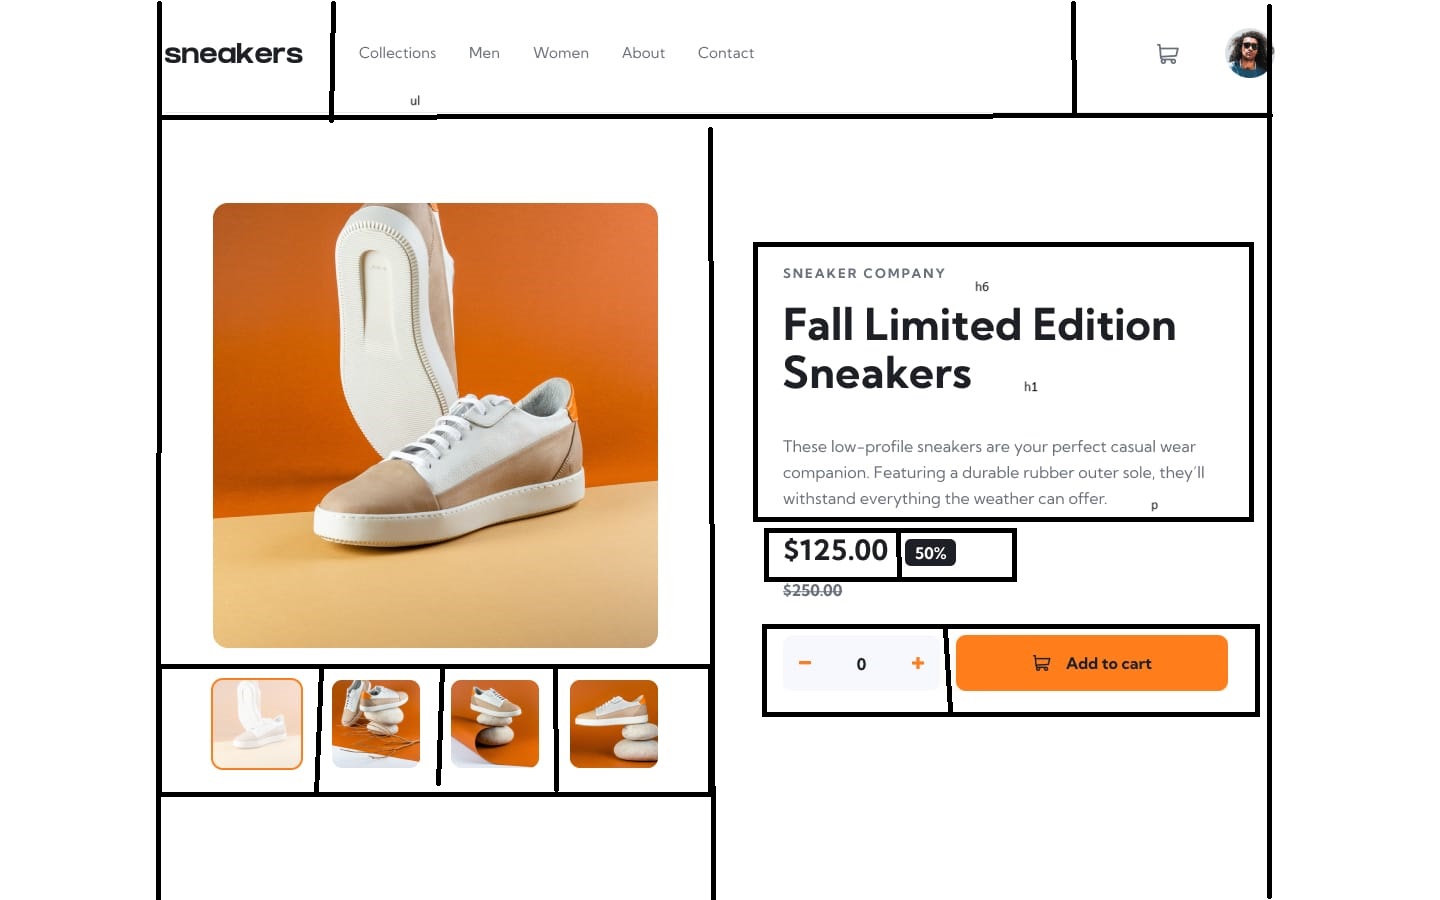 sneakers
Collections Men Women About Contact
ul
SNEAKER COMPANY
h6
Fall Limited Edition
Sneakers
h1
These low-profile sneakers are your perfect casual wear
companion. Featuring a durable rubber outer sole, they’ll
withstand everything the weather can offer.
p
$125.00 50%
$250.00
0 Add to cart